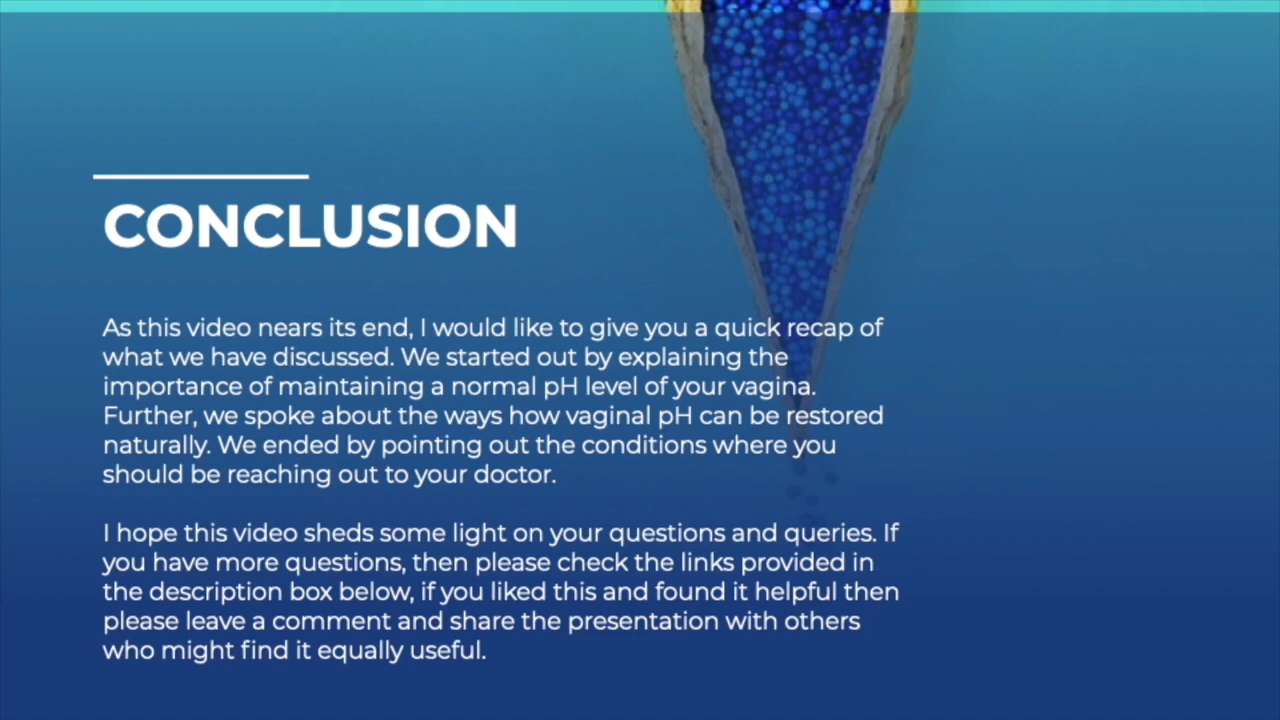 CONCLUSION
As this video nears its end, I would like to give you a quick recap of
what we have discussed. We started out by explaining the
importance of maintaining a normal pH level of your vagina.
Further, we spoke about the ways how vaginal pH can be restored
naturally. We ended by pointing out the conditions where you
should be reaching out to your doctor.
I hope this video sheds some light on your questions and queries. If
you have more questions, then please check the links provided in
the description box below, if you liked this and found it helpful then
please leave a comment and share the presentation with others
who might find it equally useful.